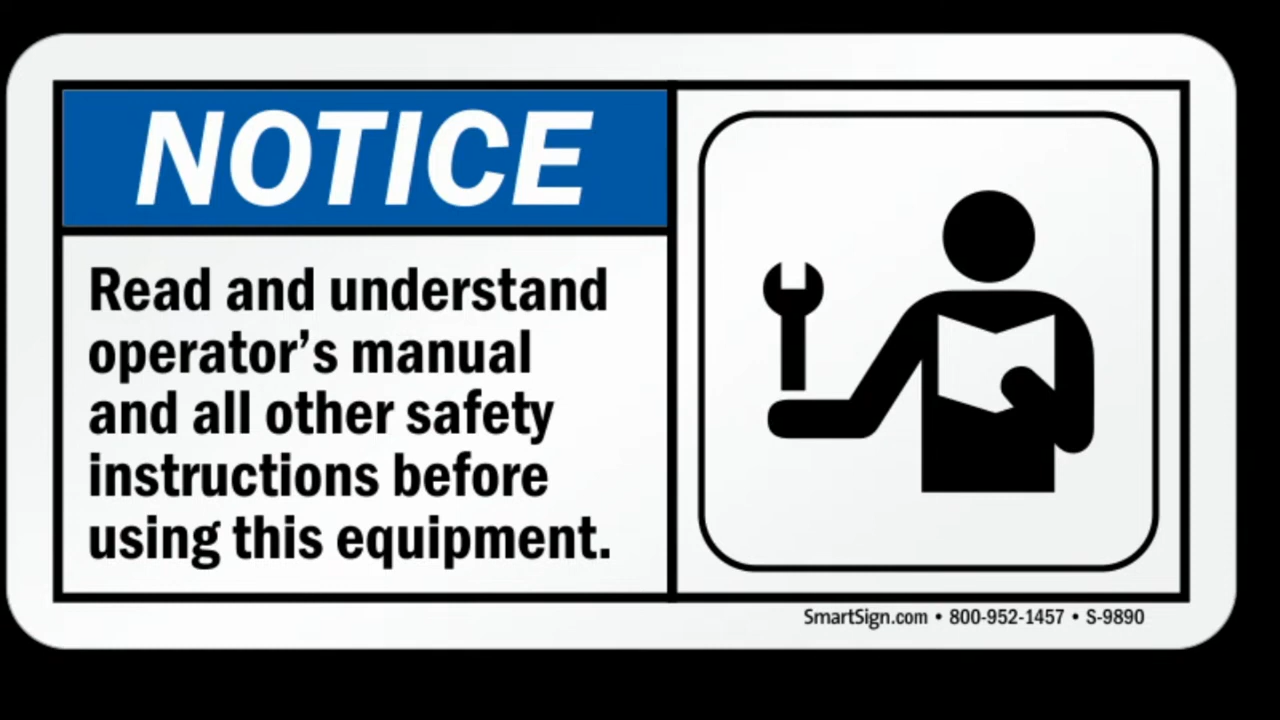 NOTICE
Read and understand
operator's manual
and all other safety
instructions before
using this equipment.
SmartSign.com • 800-952-1457 • S-9890